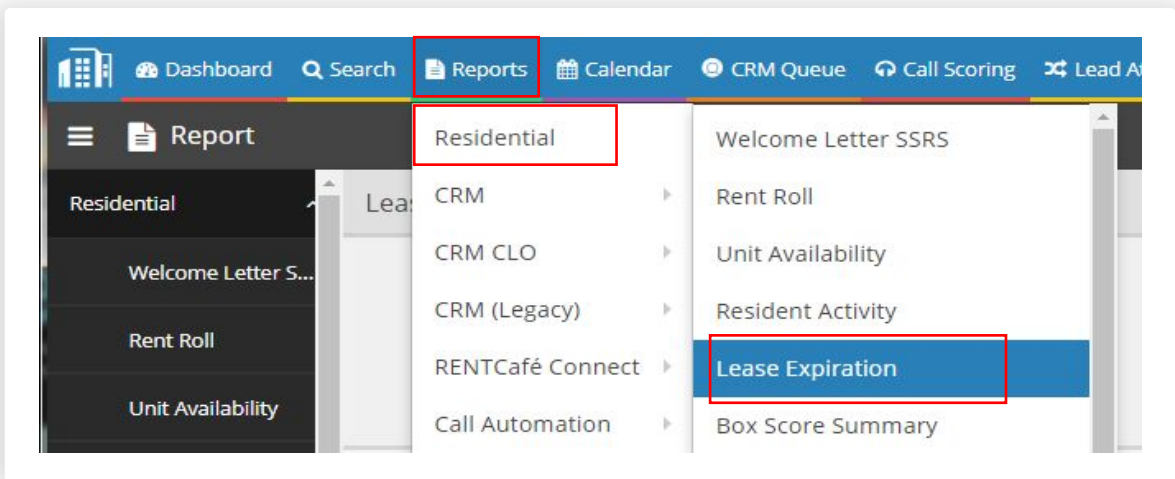 Dashboard Search Reports Calendar CRM Queue Call Scoring Lead
Report
Residential
Welcome Letter S...
Rent Roll
Unit Availability
Residential
CRM
CRM CLO
CRM (Legacy)
RENTCafé Connect
Call Automation
Welcome Letter SSRS
Rent Roll
Unit Availability
Resident Activity
Lease Expiration
Box Score Summary